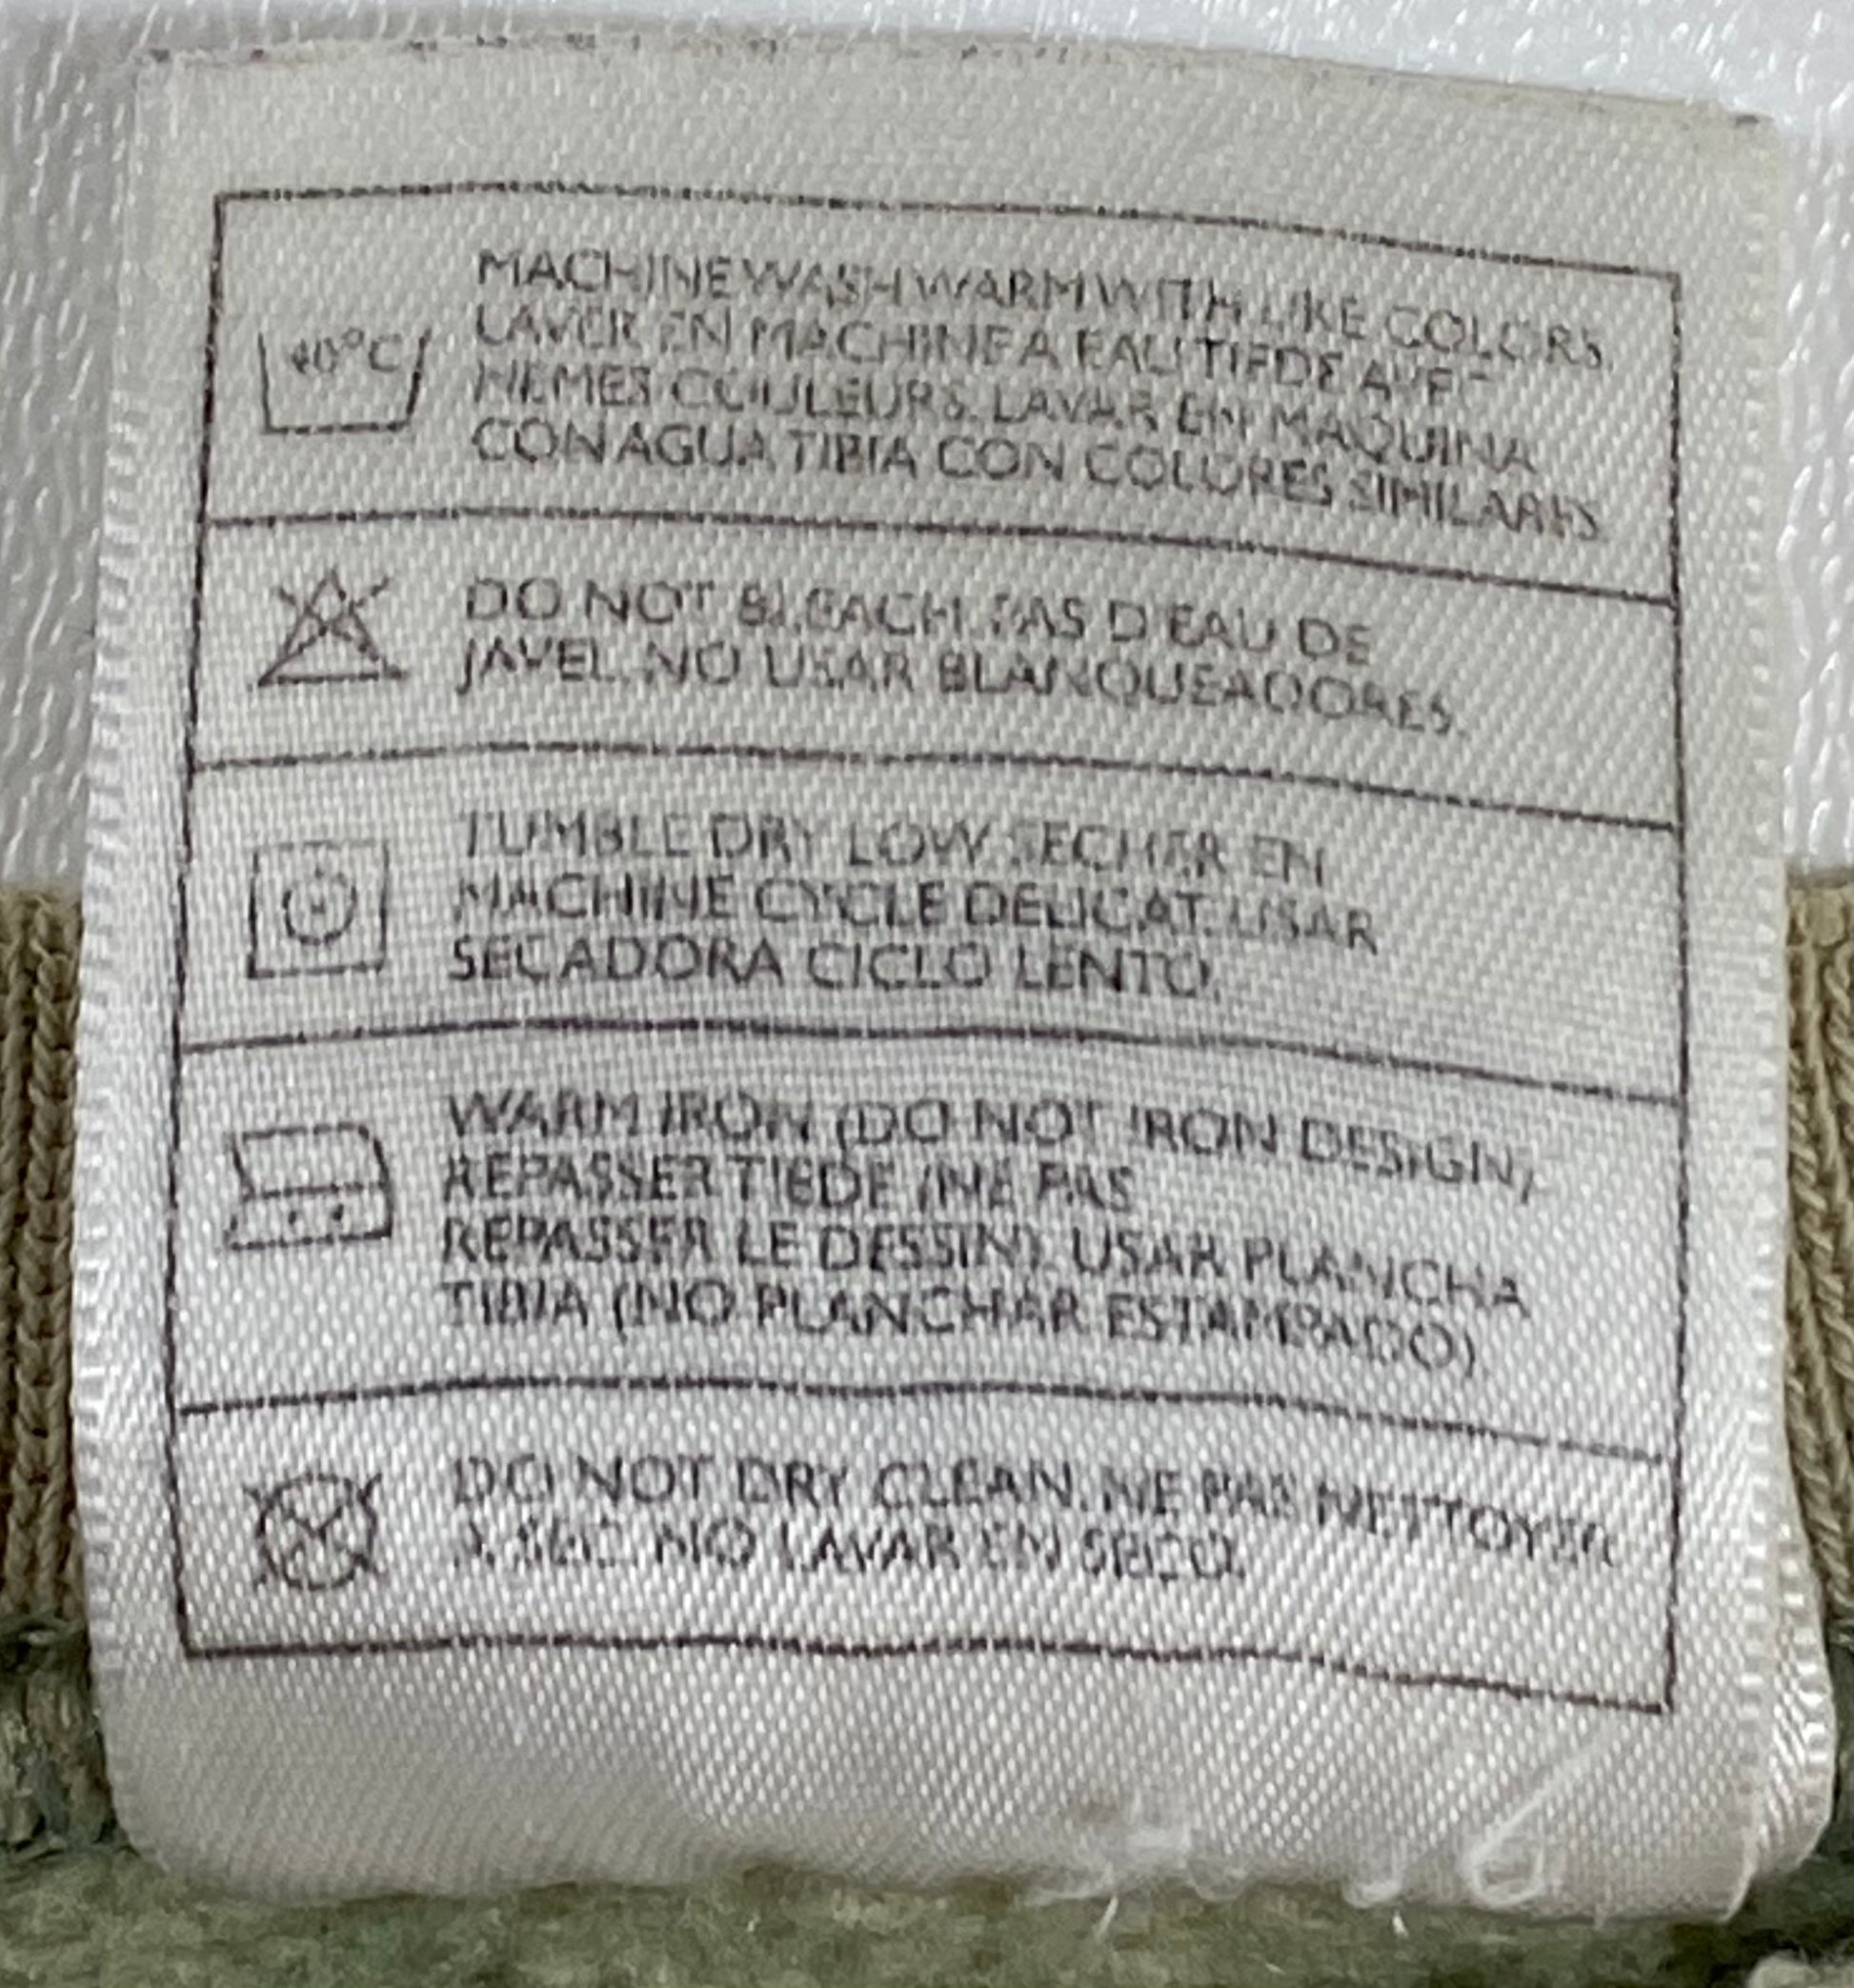 40°C
MACHINE WASH WARM WITH LIKE COLORS.
LAVER EN MACHINE A EAU TIEDE AVEC
MEMES COULEURS. LAVAR EN MAQUINA
CON AGUA TIBIA CON COLORES SIMILARES
DO NOT BLEACH. PAS D'EAU DE
JAVEL. NO USAR BLANQUEADORES.
TUMBLE DRY LOW. SECHER EN
MACHINE CYCLE DELICAT. USAR
SECADORA CICLO LENTO.
WARM IRON (DO NOT IRON DESIGN)
REPASSER TIEDE (NE PAS
REPASSER LE DESSIN). USAR PLANCHA
TIBIA (NO PLANCHAR ESTAMPADO)
DO NOT DRY CLEAN. NE PAS NETTOYER
A SEC. NO LAVAR EN SECO.